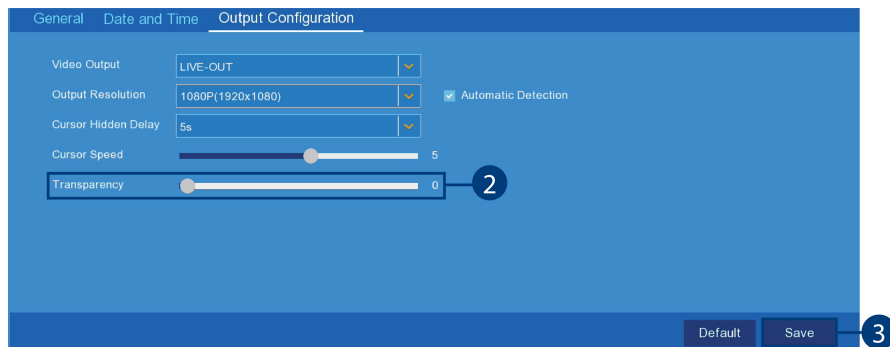 General Date and Time Output Configuration
Video Output LIVE-OUT
Output Resolution 1080P(1920x1080) Automatic Detection
Cursor Hidden Delay 5s
Cursor Speed 5
Transparency 0 2
Default Save 3